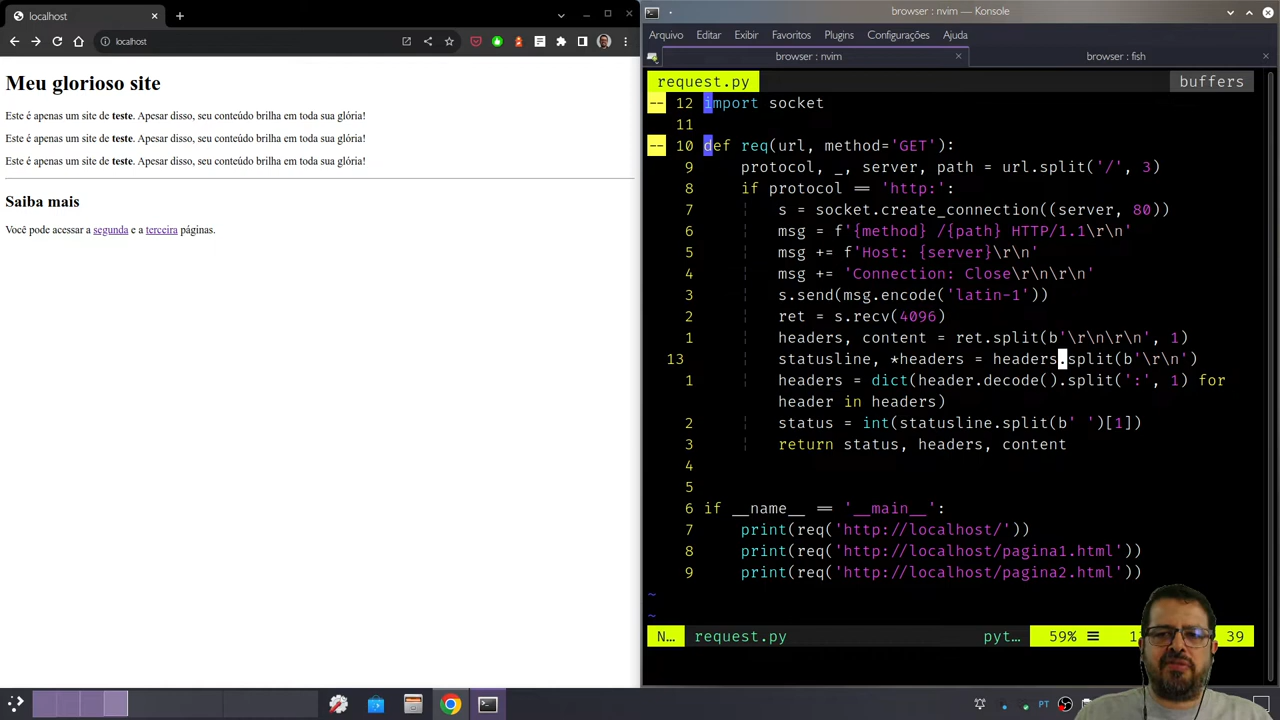 localhost
localhost
Meu glorioso site
Este é apenas um site de teste. Apesar disso, seu conteúdo brilha em toda sua glória!
Este é apenas um site de teste. Apesar disso, seu conteúdo brilha em toda sua glória!
Este é apenas um site de teste. Apesar disso, seu conteúdo brilha em toda sua glória!
Saiba mais
Você pode acessar a segunda e a terceira páginas.
browser : nvim — Konsole
Arquivo Editar Exibir Favoritos Plugins Configurações Ajuda
browser : nvim browser : fish
request.py buffers
-- 12 import socket
11
-- 10 def req(url, method='GET'):
9 protocol, _, server, path = url.split('/', 3)
8 if protocol == 'http:':
7 s = socket.create_connection((server, 80))
6 msg = f'{method} /{path} HTTP/1.1\r\n'
5 msg += f'Host: {server}\r\n'
4 msg += 'Connection: Close\r\n\r\n'
3 s.send(msg.encode('latin-1'))
2 ret = s.recv(4096)
1 headers, content = ret.split(b'\r\n\r\n', 1)
13 statusline, *headers = headers.split(b'\r\n')
1 headers = dict(header.decode().split(':', 1) for
header in headers)
2 status = int(statusline.split(b' ')[1])
3 return status, headers, content
4
5
6 if __name__ == '__main__':
7 print(req('http://localhost/'))
8 print(req('http://localhost/pagina1.html'))
9 print(req('http://localhost/pagina2.html'))
~
~
N… request.py pyt… 59% ☰ 39
PT